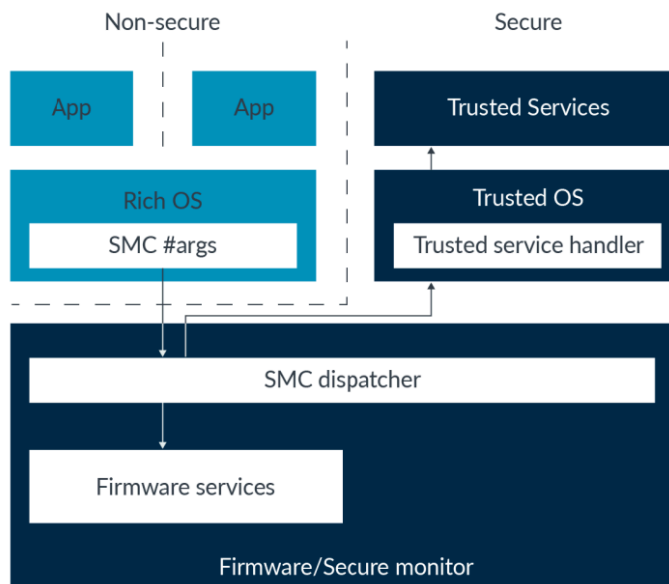 Non-secure
Secure
App
App
Trusted Services
Rich OS
Trusted OS
SMC #args
Trusted service handler
SMC dispatcher
Firmware services
Firmware/Secure monitor